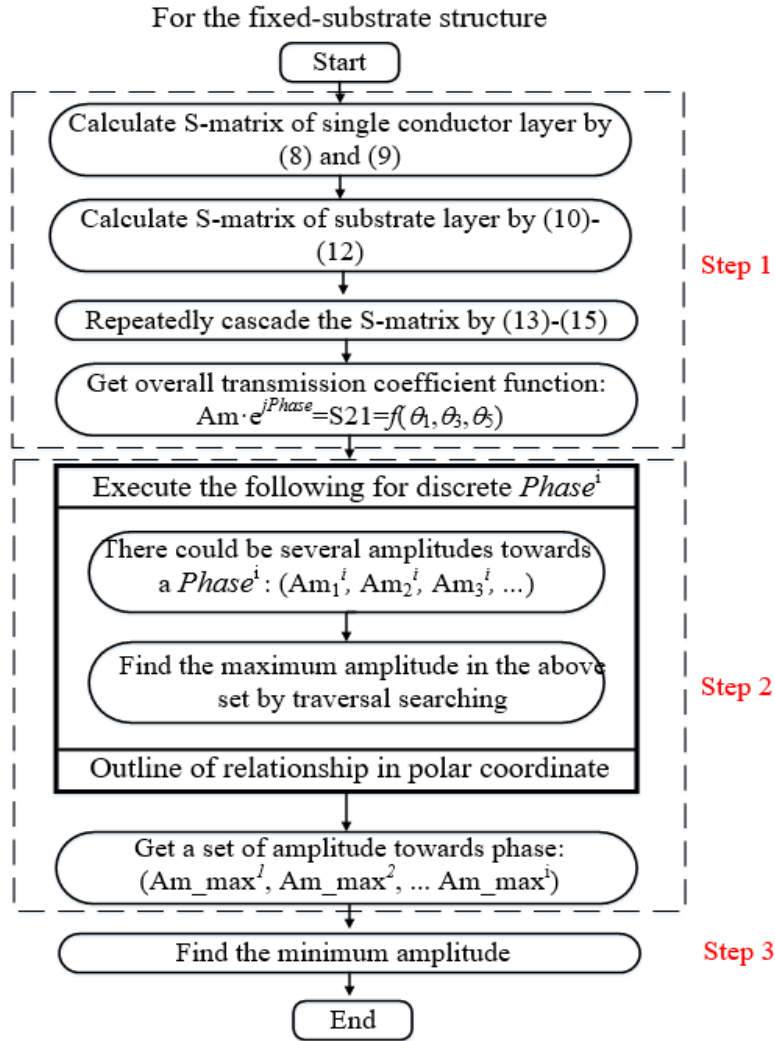 For the fixed-substrate structure
Start
Calculate S-matrix of single conductor layer by
(8) and (9)
Calculate S-matrix of substrate layer by (10)-
(12)
Step 1
Repeatedly cascade the S-matrix by (13)-(15)
Get overall transmission coefficient function:
Am·e^{jPhase}=S21=f(θ₁,θ₃,θ₅)
Execute the following for discrete Phase^i
There could be several amplitudes towards
a Phase^i: (Am₁^i, Am₂^i, Am₃^i, ...)
Find the maximum amplitude in the above
set by traversal searching
Step 2
Outline of relationship in polar coordinate
Get a set of amplitude towards phase:
(Am_max^1, Am_max^2, ... Am_max^i)
Find the minimum amplitude
Step 3
End